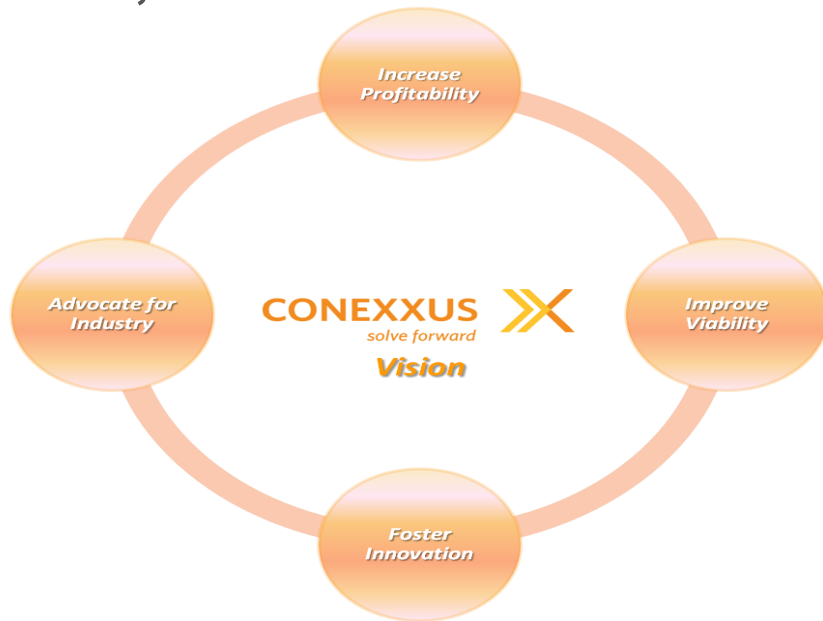 Increase
Profitability
Advocate for
Industry
CONEXXUS
solve forward
Vision
Improve
Viability
Foster
Innovation